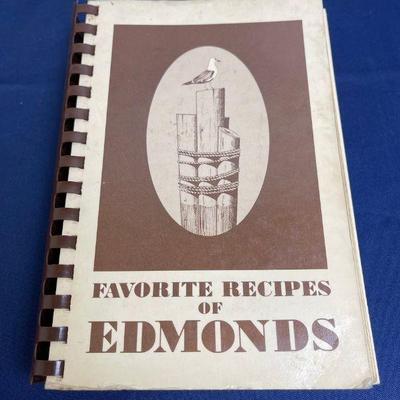 FAVORITE RECIPES
OF
EDMONDS